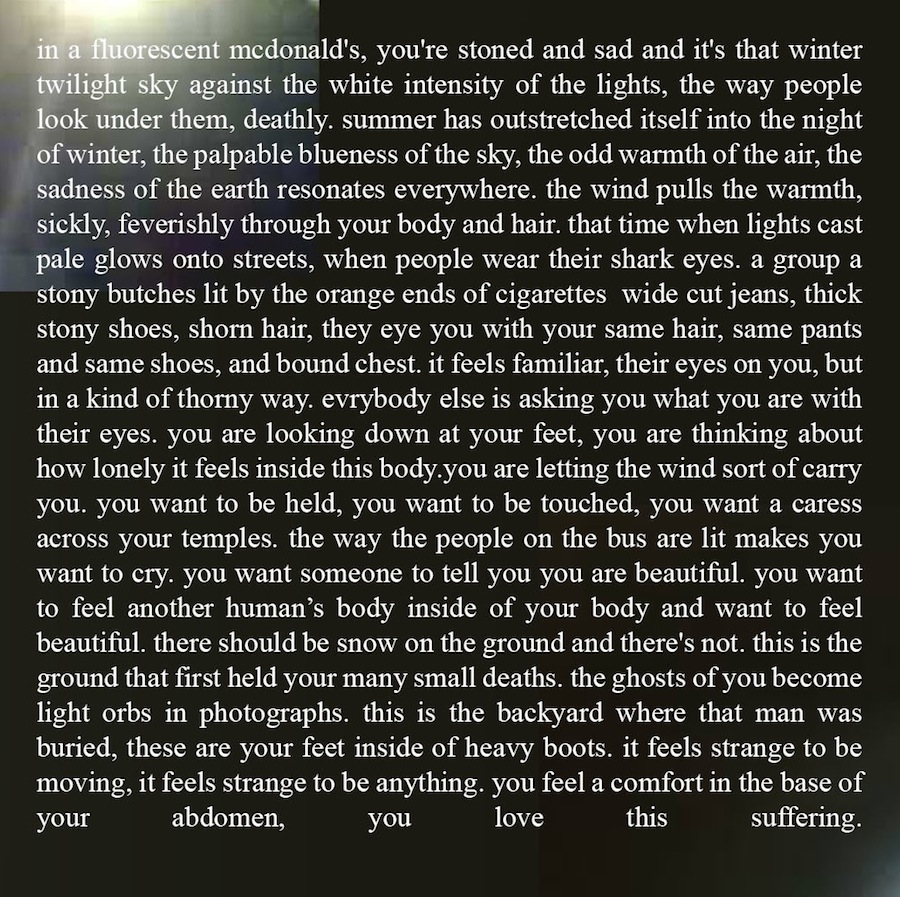 in a fluorescent mcdonald's, you're stoned and sad and it's that winter
twilight sky against the white intensity of the lights, the way people
look under them, deathly. summer has outstretched itself into the night
of winter, the palpable blueness of the sky, the odd warmth of the air, the
sadness of the earth resonates everywhere. the wind pulls the warmth,
sickly, feverishly through your body and hair. that time when lights cast
pale glows onto streets, when people wear their shark eyes. a group a
stony butches lit by the orange ends of cigarettes  wide cut jeans, thick
stony shoes, shorn hair, they eye you with your same hair, same pants
and same shoes, and bound chest. it feels familiar, their eyes on you, but
in a kind of thorny way. evrybody else is asking you what you are with
their eyes. you are looking down at your feet, you are thinking about
how lonely it feels inside this body.you are letting the wind sort of carry
you. you want to be held, you want to be touched, you want a caress
across your temples. the way the people on the bus are lit makes you
want to cry. you want someone to tell you you are beautiful. you want
to feel another human’s body inside of your body and want to feel
beautiful. there should be snow on the ground and there's not. this is the
ground that first held your many small deaths. the ghosts of you become
light orbs in photographs. this is the backyard where that man was
buried, these are your feet inside of heavy boots. it feels strange to be
moving, it feels strange to be anything. you feel a comfort in the base of
your abdomen, you love this suffering.